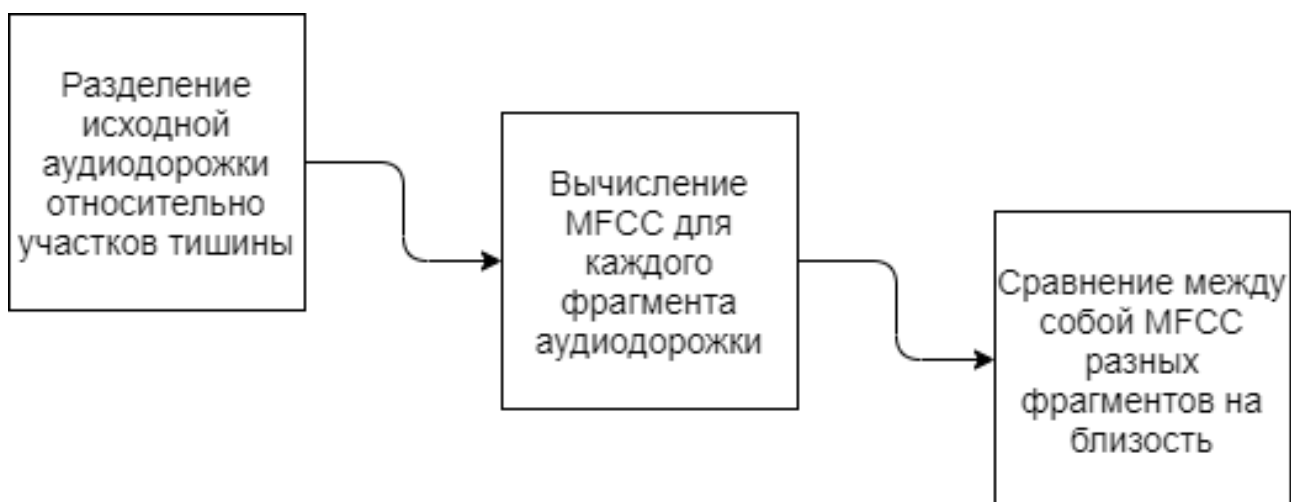 Разделение
исходной
аудиодорожки
относительно
участков тишины
Вычисление
MFCC для
каждого
фрагмента
аудиодорожки
Сравнение между
собой MFCC
разных
фрагментов на
близость